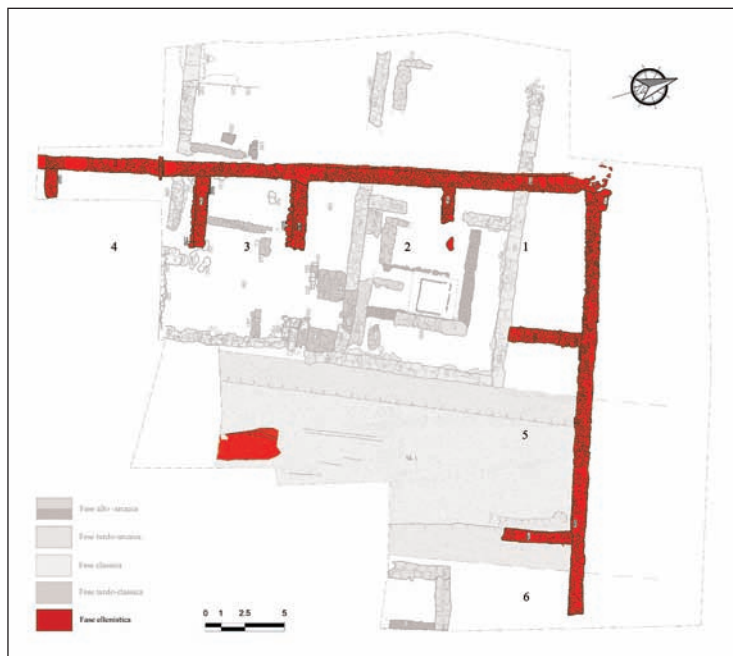 4
3
2
1
5
6
Fase alto-arcaica
Fase tardo-arcaica
Fase classica
Fase tardo-classica
Fase ellenistica
0 1 2.5 5